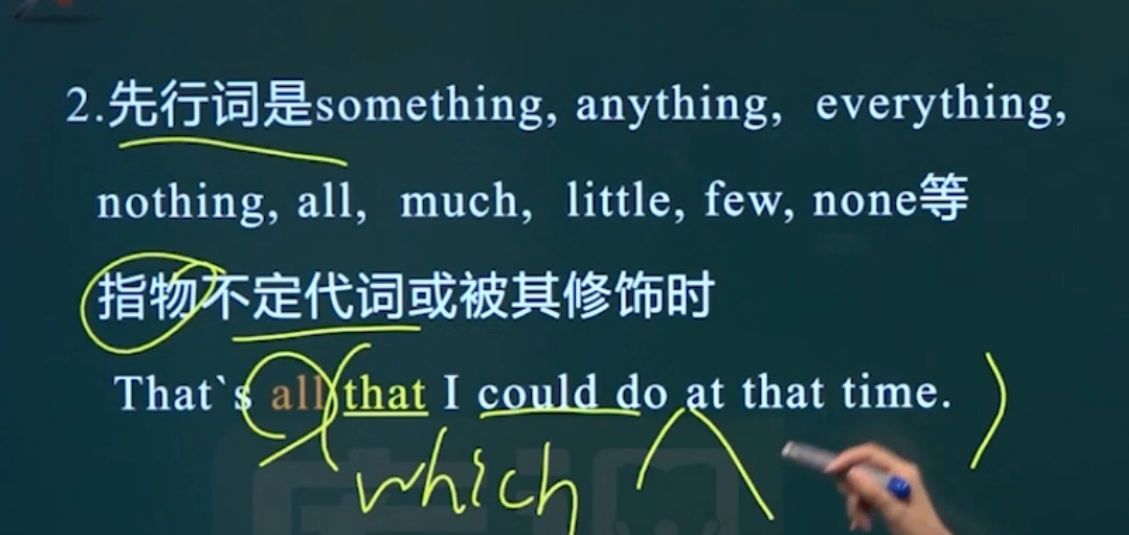 2.先行词是something, anything, everything,
nothing, all, much, little, few, none等
指物不定代词或被其修饰时
That`s all that I could do at that time.
which